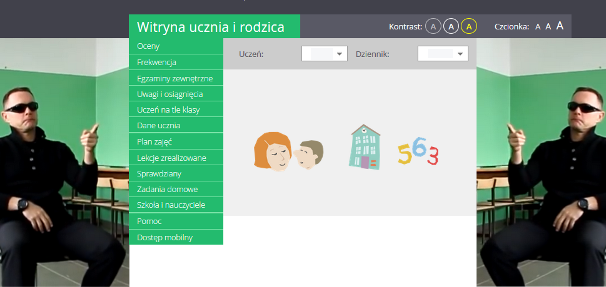 Witryna ucznia i rodzica
Kontrast: A A A Czcionka: A A A
Uczeń: Dziennik:
Oceny
Frekwencja
Egzaminy zewnętrzne
Uwagi i osiągnięcia
Uczeń na tle klasy
Dane ucznia
Plan zajęć
Lekcje zrealizowane
Sprawdziany
Zadania domowe
Szkoła i nauczyciele
Pomoc
Dostęp mobilny
563